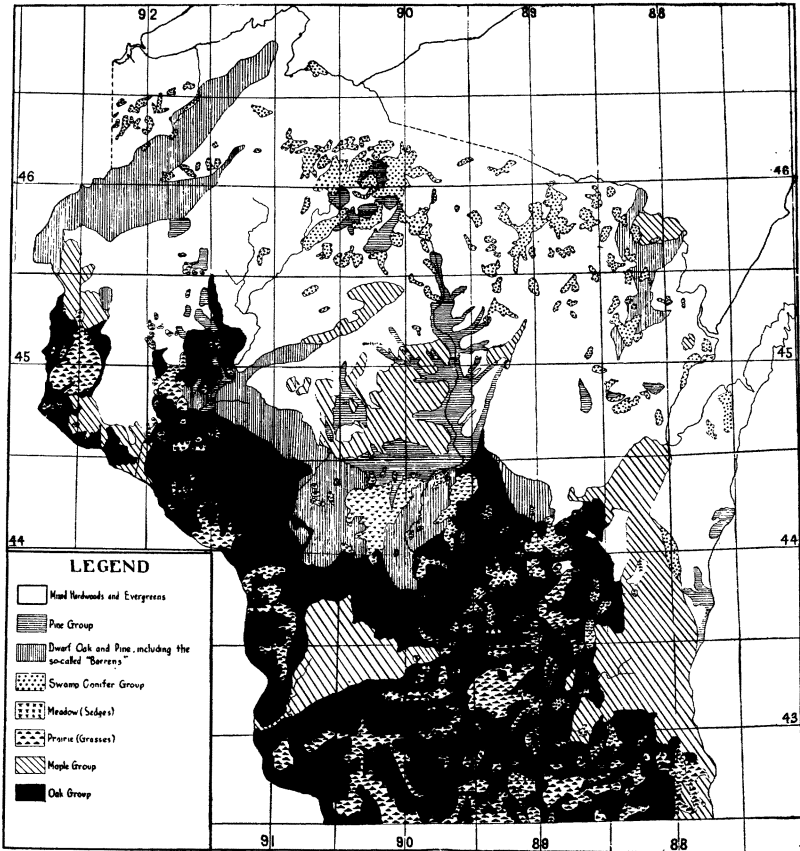 92 90 89 88
46 46
45 45
44 44
LEGEND
Mixed Hardwoods and Evergreens
Pine Group
Dwarf Oak and Pine, including the
so-called "Barrens"
Swamp Conifer Group
Meadow (Sedges)
Prairie (Grasses)
Maple Group
Oak Group
43
91 90 89 88